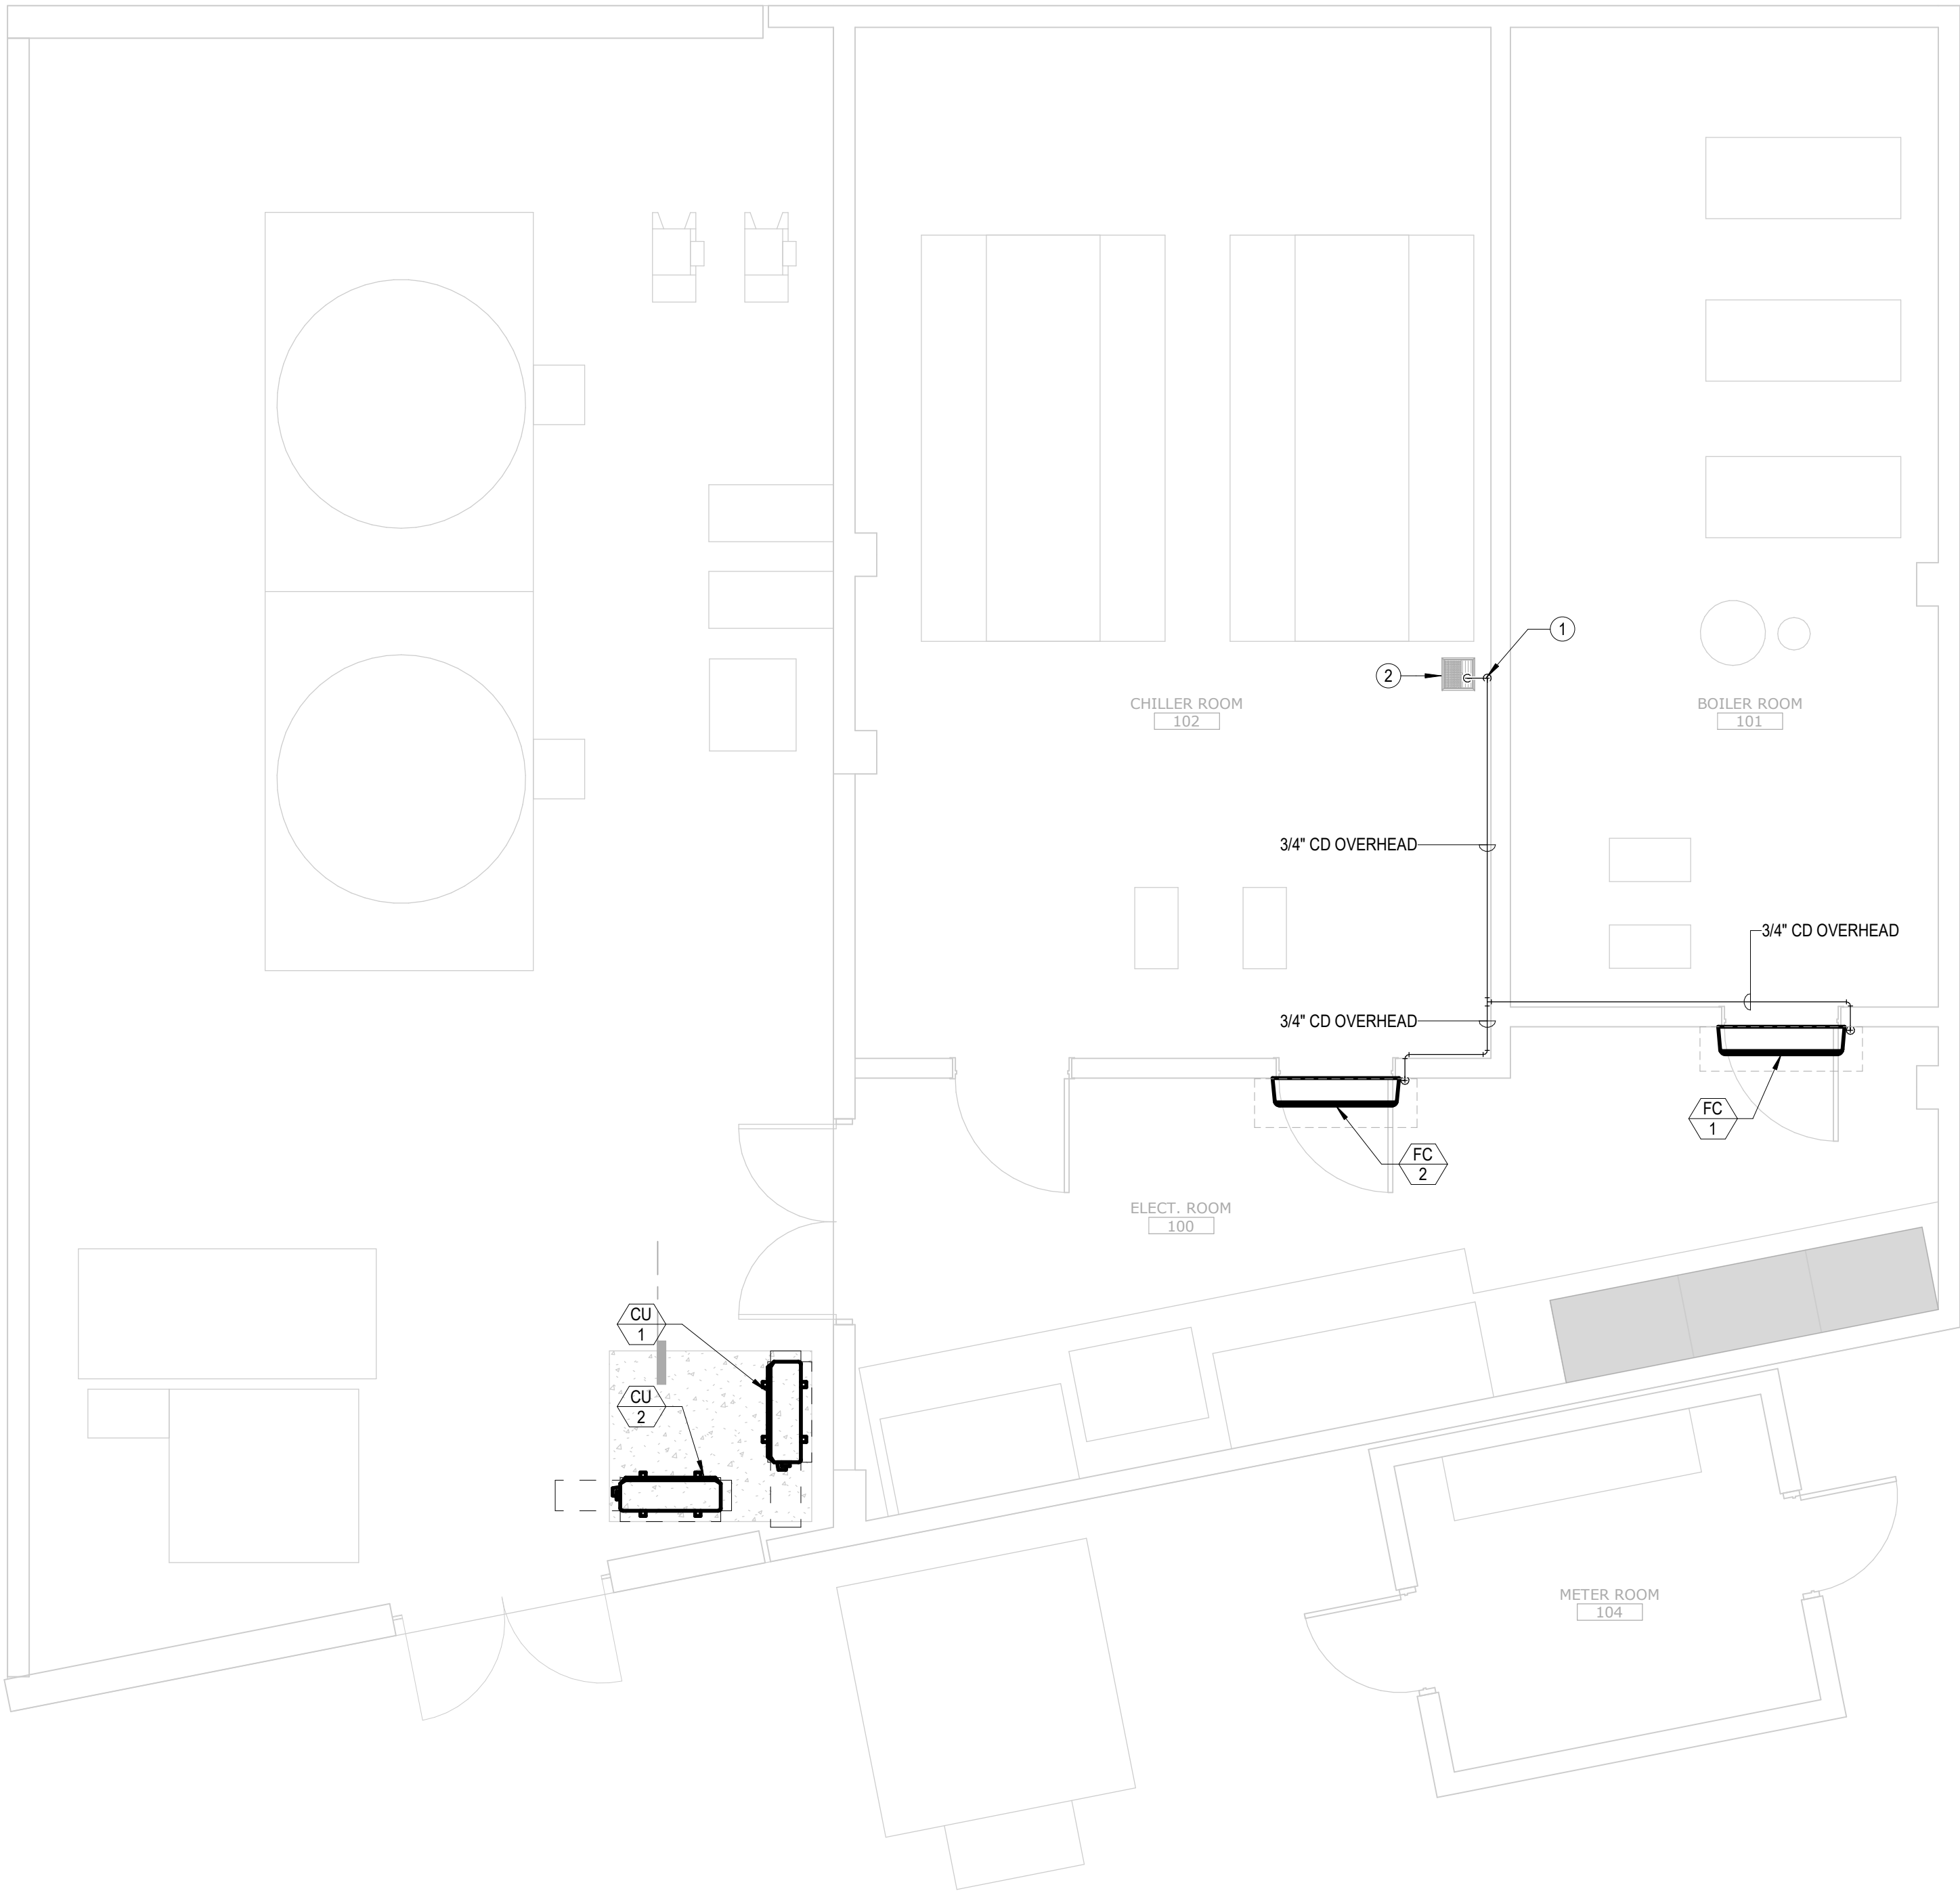 1
2
CHILLER ROOM
102
BOILER ROOM
101
3/4" CD OVERHEAD
3/4" CD OVERHEAD
3/4" CD OVERHEAD
FC
1
FC
2
ELECT. ROOM
100
CU
1
CU
2
METER ROOM
104